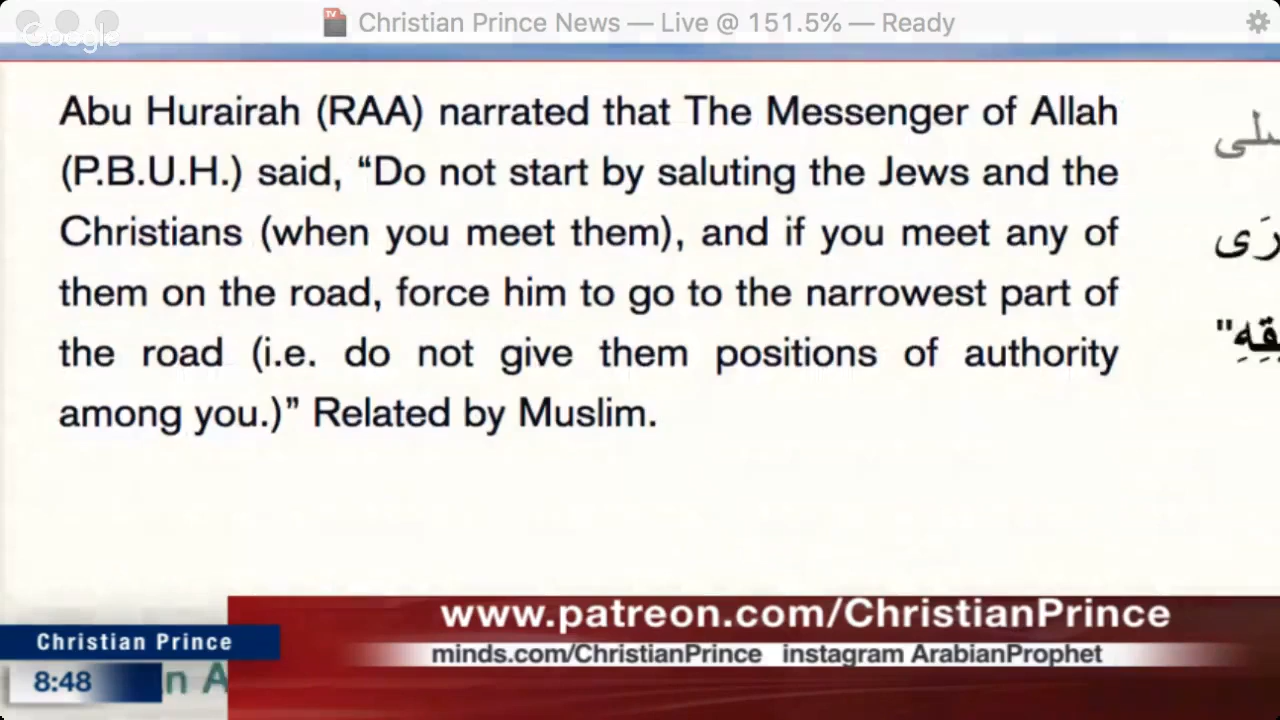 Christian Prince News — Live @ 151.5% — Ready
Google
Abu Hurairah (RAA) narrated that The Messenger of Allah
(P.B.U.H.) said, “Do not start by saluting the Jews and the
Christians (when you meet them), and if you meet any of
them on the road, force him to go to the narrowest part of
the road (i.e. do not give them positions of authority
among you.)” Related by Muslim.
www.patreon.com/ChristianPrince
Christian Prince
minds.com/ChristianPrince instagram ArabianProphet
8:48
n A